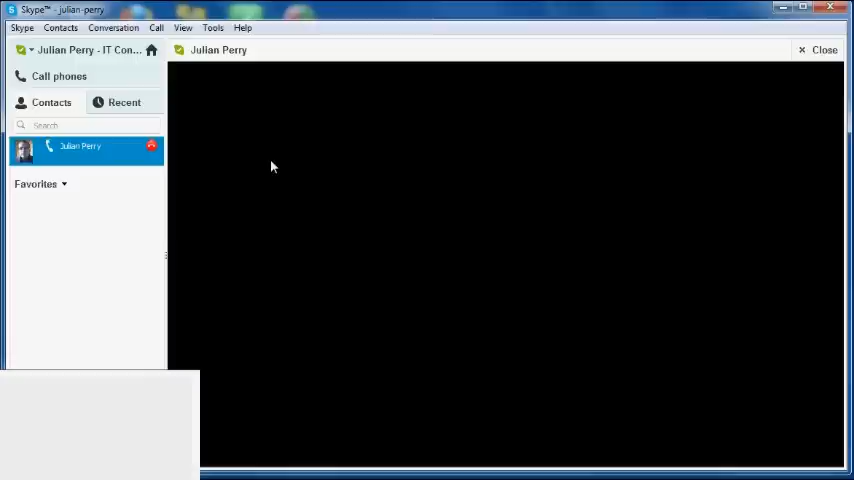 Skype™ - julian-perry
Skype Contacts Conversation Call View Tools Help
Julian Perry - IT Con...
Julian Perry
Close
Call phones
Contacts
Recent
Search
Julian Perry
Favorites